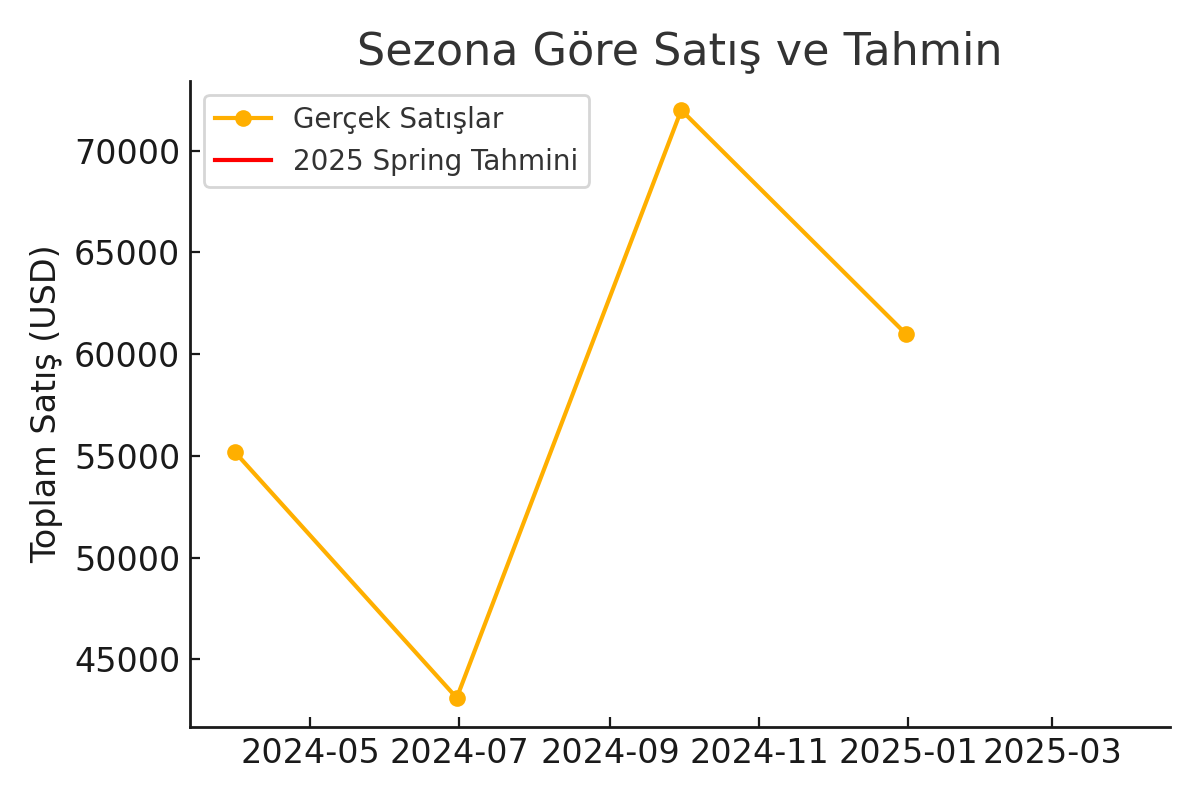 Sezona Göre Satış ve Tahmin
Gerçek Satışlar
2025 Spring Tahmini
Toplam Satış (USD)
70000
65000
60000
55000
50000
45000
2024-05 2024-07 2024-09 2024-11 2025-01 2025-03